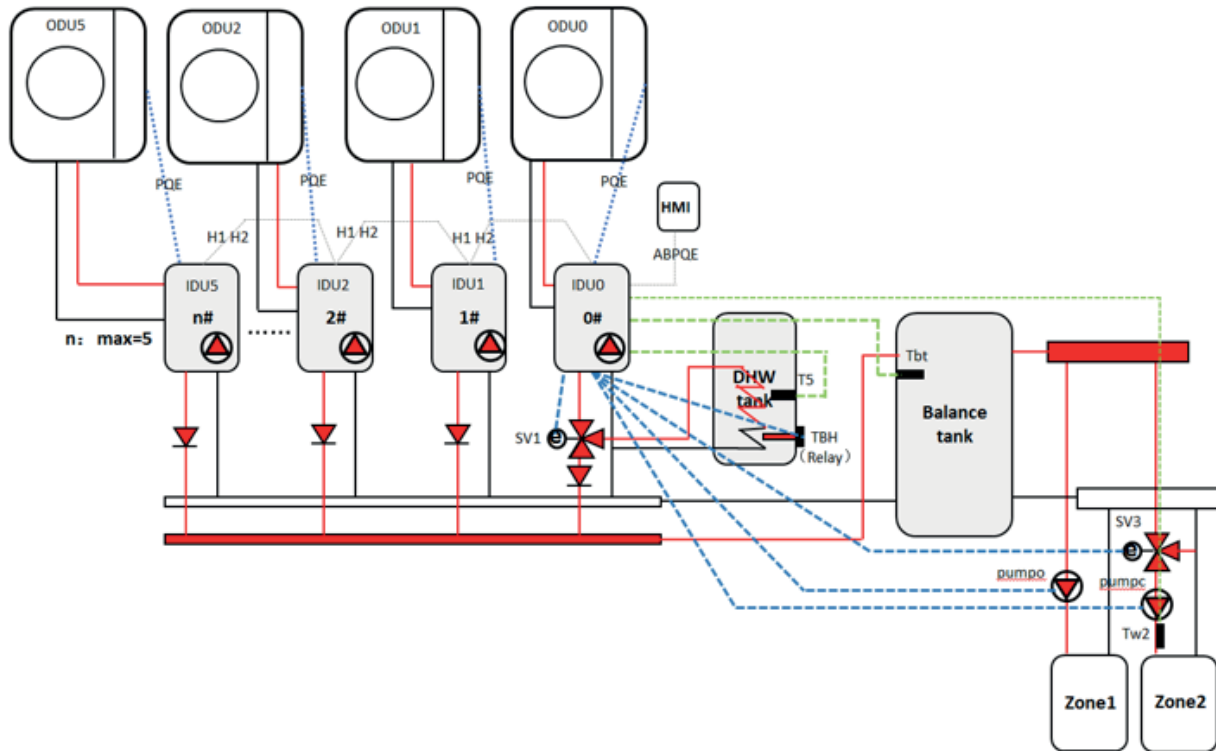 ODU5
ODU2
ODU1
ODU0
PQE
PQE
PQE
PQE
HMI
H1 H2
H1 H2
H1 H2
ABPQE
IDU5
IDU2
IDU1
IDU0
n#
2#
1#
0#
n： max=5
......
DHW
tank
T5
TBH
（Relay）
SV1
e
Tbt
Balance
tank
SV3
e
pumpo
pumpc
Tw2
Zone1
Zone2